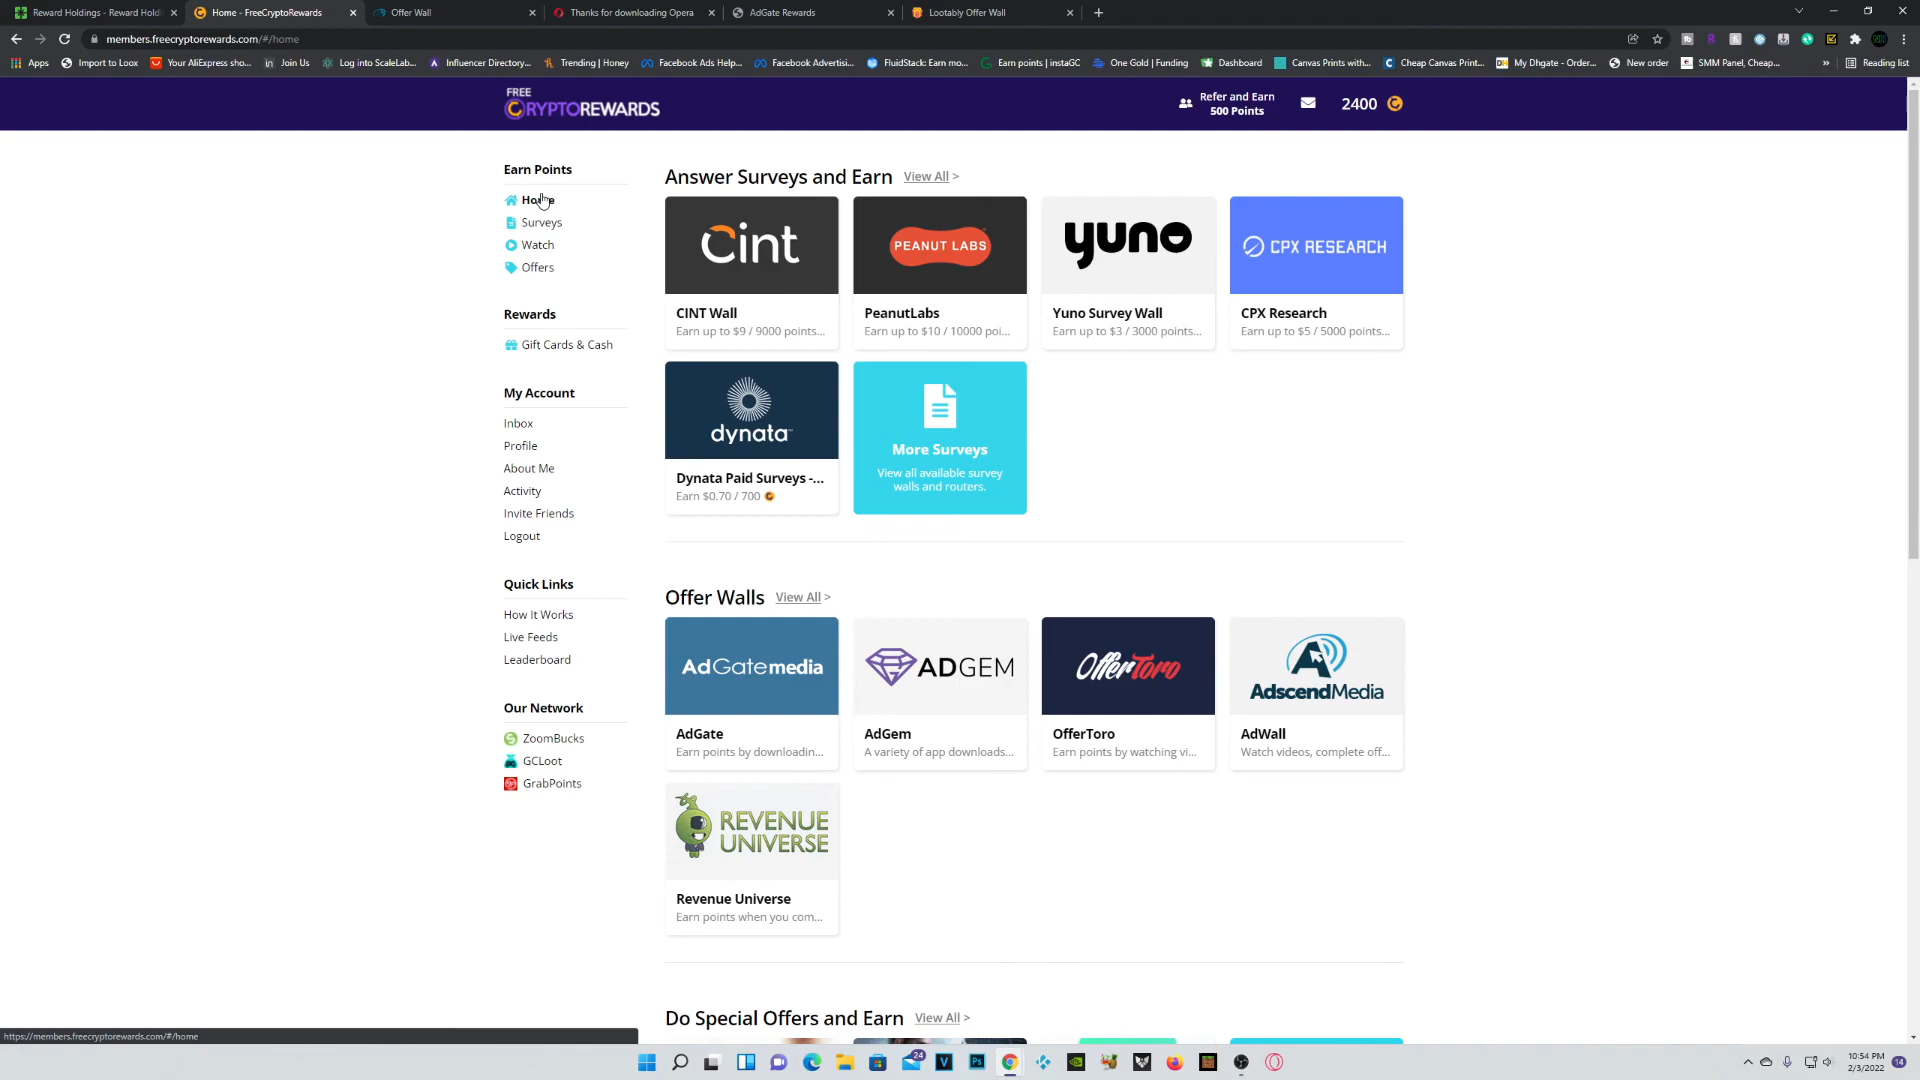 Reward Holdings - Reward Holdi
Home - FreeCryptoRewards
Offer Wall
Thanks for downloading Opera
AdGate Rewards
Lootably Offer Wall
members.freecryptorewards.com/#/home
Apps
Import to Loox
Your AliExpress sho...
Join Us
Log into ScaleLab...
Influencer Directory...
Trending | Honey
Facebook Ads Help...
Facebook Advertisi...
FluidStack: Earn mo...
Earn points | instaGC
One Gold | Funding
Dashboard
Canvas Prints with...
Cheap Canvas Print...
My Dhgate - Order...
New order
SMM Panel, Cheap...
»
Reading list
FREE
CRYPTOREWARDS
Refer and Earn
500 Points
2400
Earn Points
Home
Surveys
Watch
Offers
Rewards
Gift Cards & Cash
My Account
Inbox
Profile
About Me
Activity
Invite Friends
Logout
Quick Links
How It Works
Live Feeds
Leaderboard
Our Network
ZoomBucks
GCLoot
GrabPoints
Answer Surveys and Earn View All >
Cint
CINT Wall
Earn up to $9 / 9000 points...
PEANUT LABS
PeanutLabs
Earn up to $10 / 10000 poi...
yuno
Yuno Survey Wall
Earn up to $3 / 3000 points...
CPX RESEARCH
CPX Research
Earn up to $5 / 5000 points...
dynata
Dynata Paid Surveys -...
Earn $0.70 / 700
More Surveys
View all available survey
walls and routers.
Offer Walls View All >
AdGatemedia
AdGate
Earn points by downloadin...
ADGEM
AdGem
A variety of app downloads...
OfferToro
OfferToro
Earn points by watching vi...
AdscendMedia
AdWall
Watch videos, complete off...
REVENUE
UNIVERSE
Revenue Universe
Earn points when you com...
Do Special Offers and Earn View All >
https://members.freecryptorewards.com/#/home
24
V
Ps
10:54 PM
2/3/2022
14